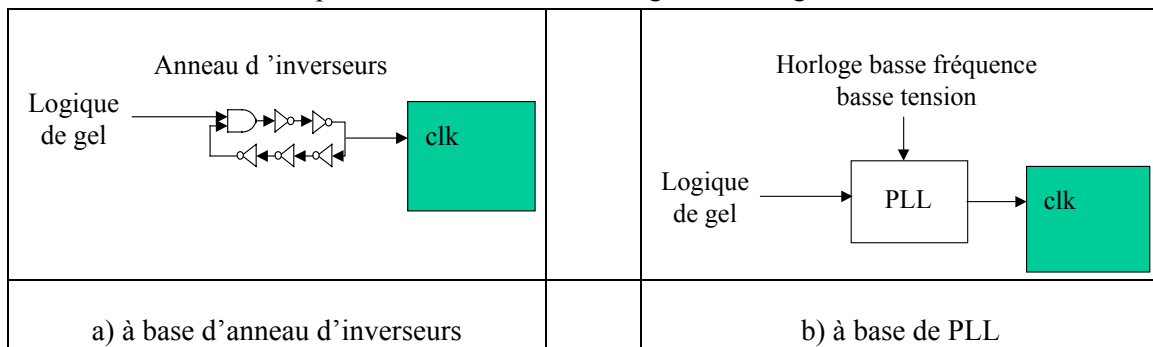 Anneau d ’inverseurs
Logique
de gel
clk
Horloge basse fréquence
basse tension
Logique
de gel
PLL
clk
a) à base d’anneau d’inverseurs
b) à base de PLL